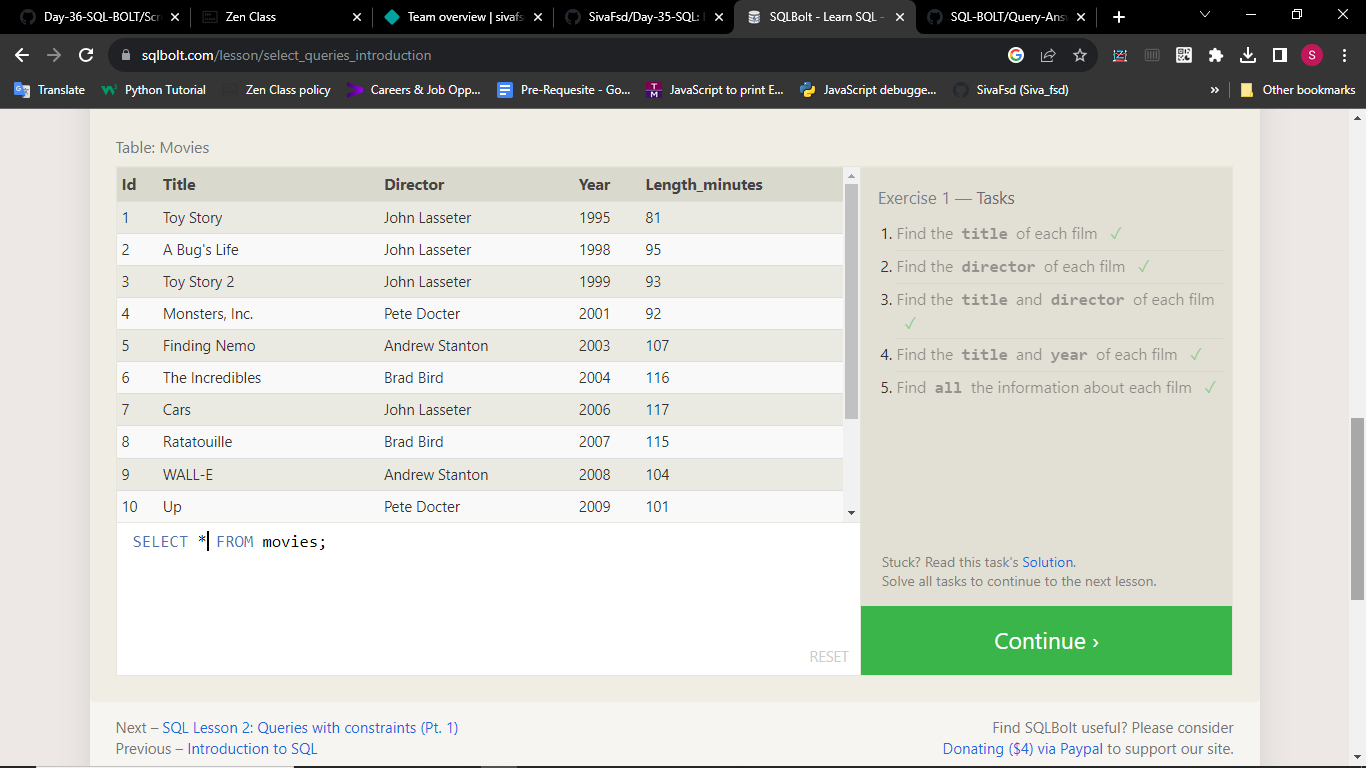 Day-36-SQL-BOLT/Scr
Zen Class
Team overview | sivafs
SivaFsd/Day-35-SQL:
SQLBolt - Learn SQL -
SQL-BOLT/Query-Ans
sqlbolt.com/lesson/select_queries_introduction
S
Translate
Python Tutorial
Zen Class policy
Careers & Job Opp...
Pre-Requesite - Go...
JavaScript to print E...
JavaScript debugge...
SivaFsd (Siva_fsd)
»
Other bookmarks
Table: Movies
Id Title Director Year Length_minutes
1 Toy Story John Lasseter 1995 81
2 A Bug's Life John Lasseter 1998 95
3 Toy Story 2 John Lasseter 1999 93
4 Monsters, Inc. Pete Docter 2001 92
5 Finding Nemo Andrew Stanton 2003 107
6 The Incredibles Brad Bird 2004 116
7 Cars John Lasseter 2006 117
8 Ratatouille Brad Bird 2007 115
9 WALL-E Andrew Stanton 2008 104
10 Up Pete Docter 2009 101
SELECT * FROM movies;
RESET
Exercise 1 — Tasks
1. Find the title of each film ✓
2. Find the director of each film ✓
3. Find the title and director of each film
✓
4. Find the title and year of each film ✓
5. Find all the information about each film ✓
Stuck? Read this task's Solution.
Solve all tasks to continue to the next lesson.
Continue ›
Next – SQL Lesson 2: Queries with constraints (Pt. 1)
Previous – Introduction to SQL
Find SQLBolt useful? Please consider
Donating ($4) via Paypal to support our site.